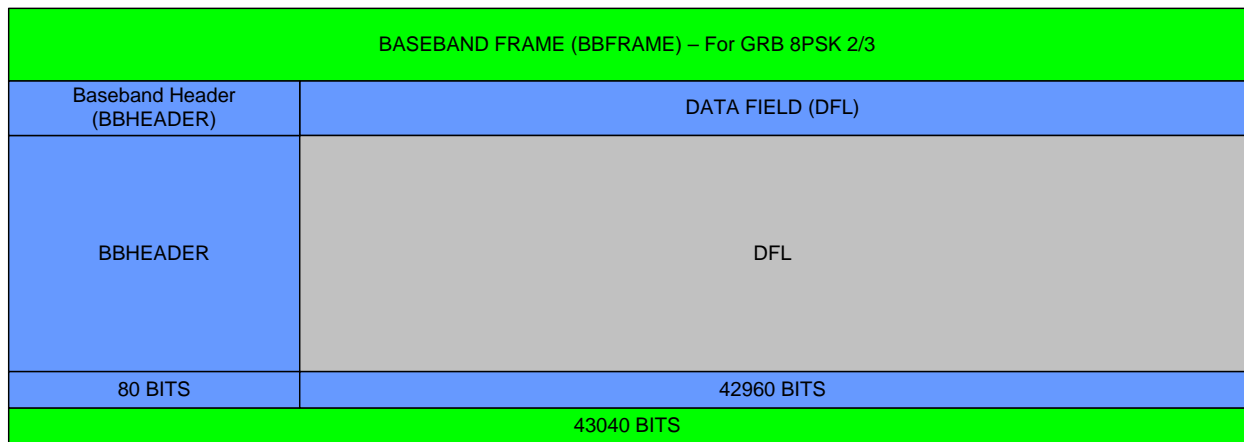 BASEBAND FRAME (BBFRAME) – For GRB 8PSK 2/3
Baseband Header
(BBHEADER)
DATA FIELD (DFL)
BBHEADER
DFL
80 BITS
42960 BITS
43040 BITS